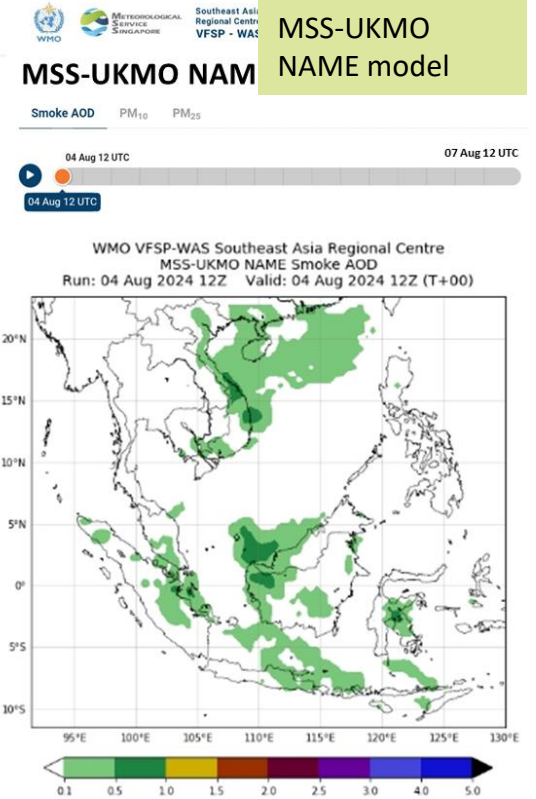 WMO
METEOROLOGICAL
SERVICE
SINGAPORE
Southeast Asia
Regional Centre
VFSP - WAS
MSS-UKMO
NAME model
MSS-UKMO NAM
Smoke AOD PM₁₀ PM₂₅
04 Aug 12 UTC 07 Aug 12 UTC
04 Aug 12 UTC
WMO VFSP-WAS Southeast Asia Regional Centre
MSS-UKMO NAME Smoke AOD
Run: 04 Aug 2024 12Z Valid: 04 Aug 2024 12Z (T+00)
20°N
15°N
10°N
5°N
0°
5°S
10°S
95°E 100°E 105°E 110°E 115°E 120°E 125°E 130°E
0.1 0.5 1.0 1.5 2.0 2.5 3.0 4.0 5.0